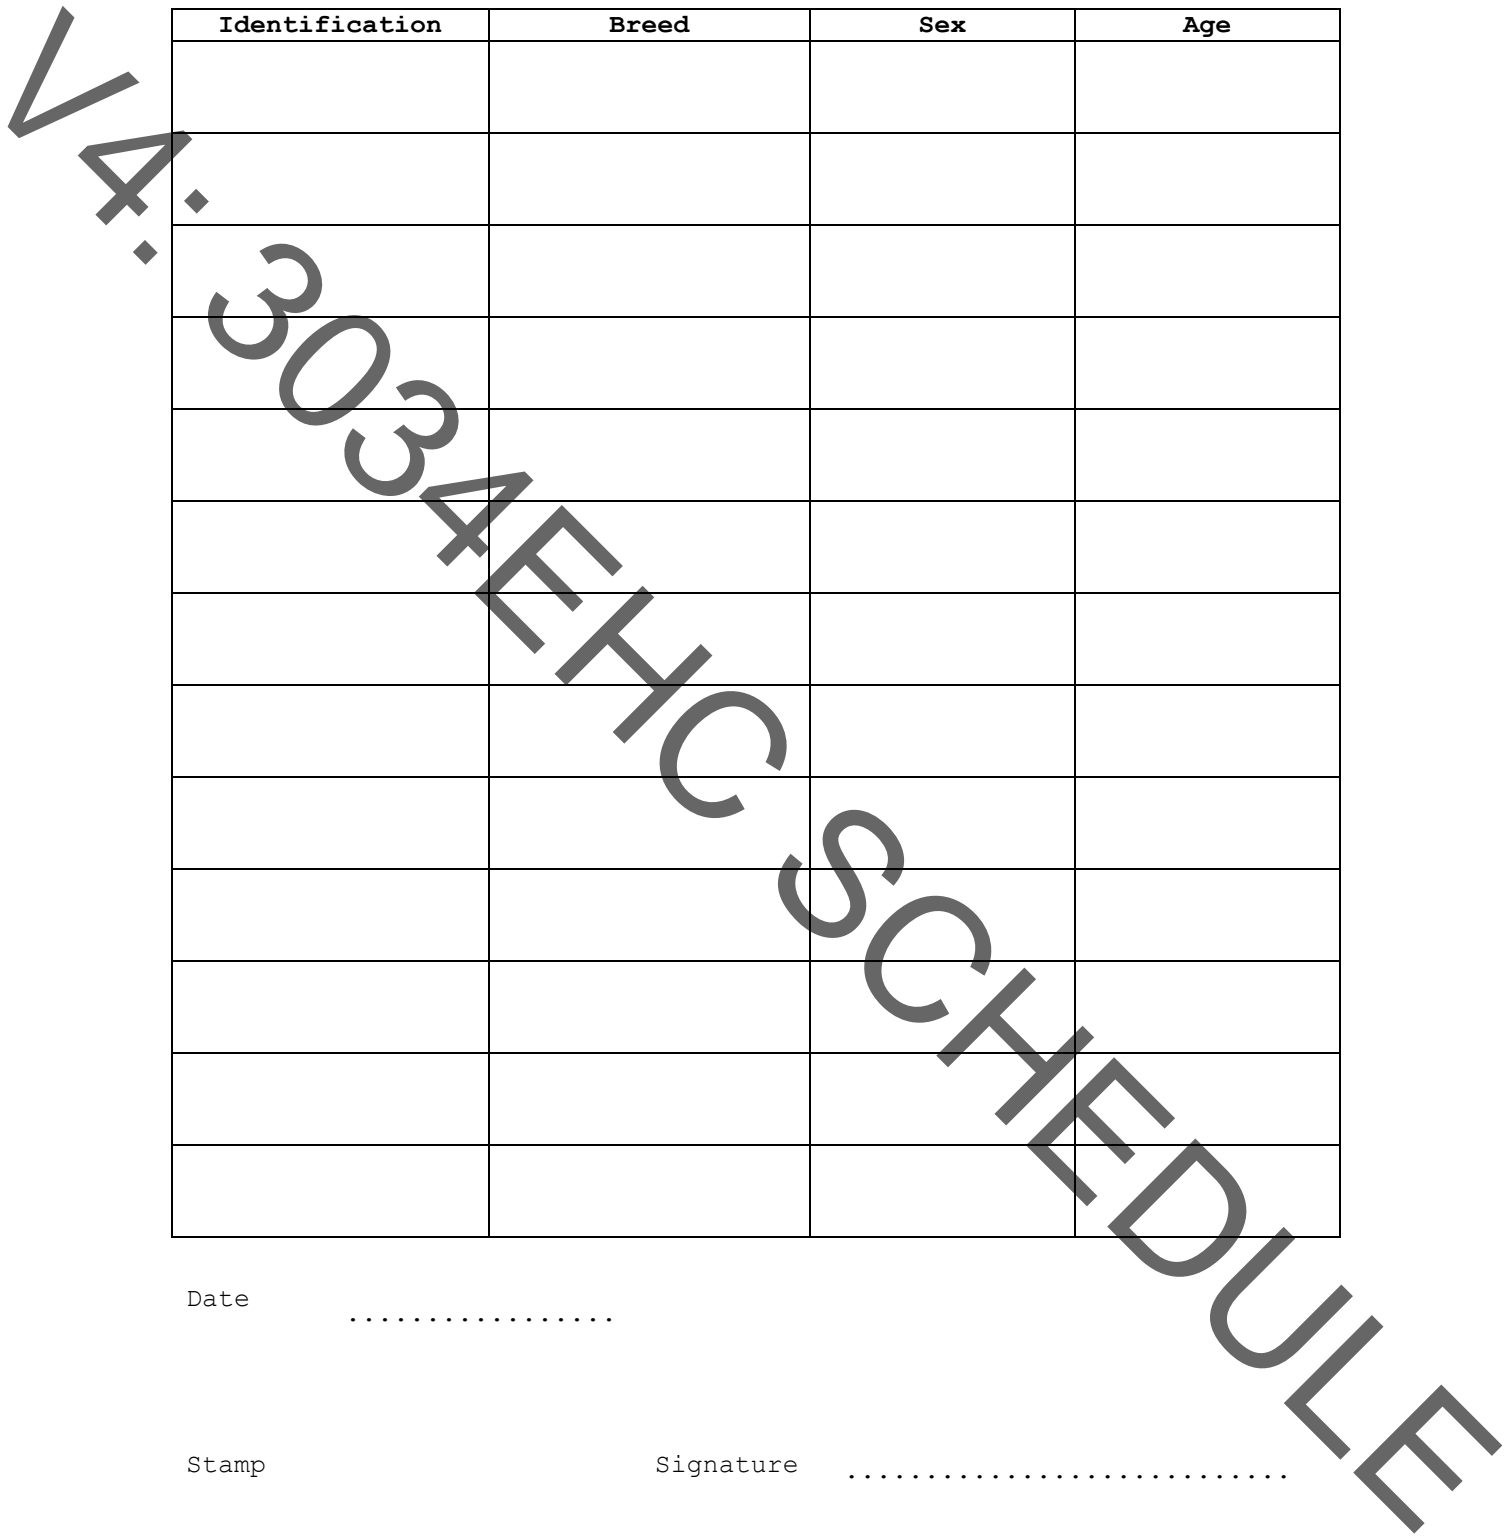 Identification Breed Sex Age
V4: 3034EHC SCHEDULE
Date .................
Stamp Signature ............................